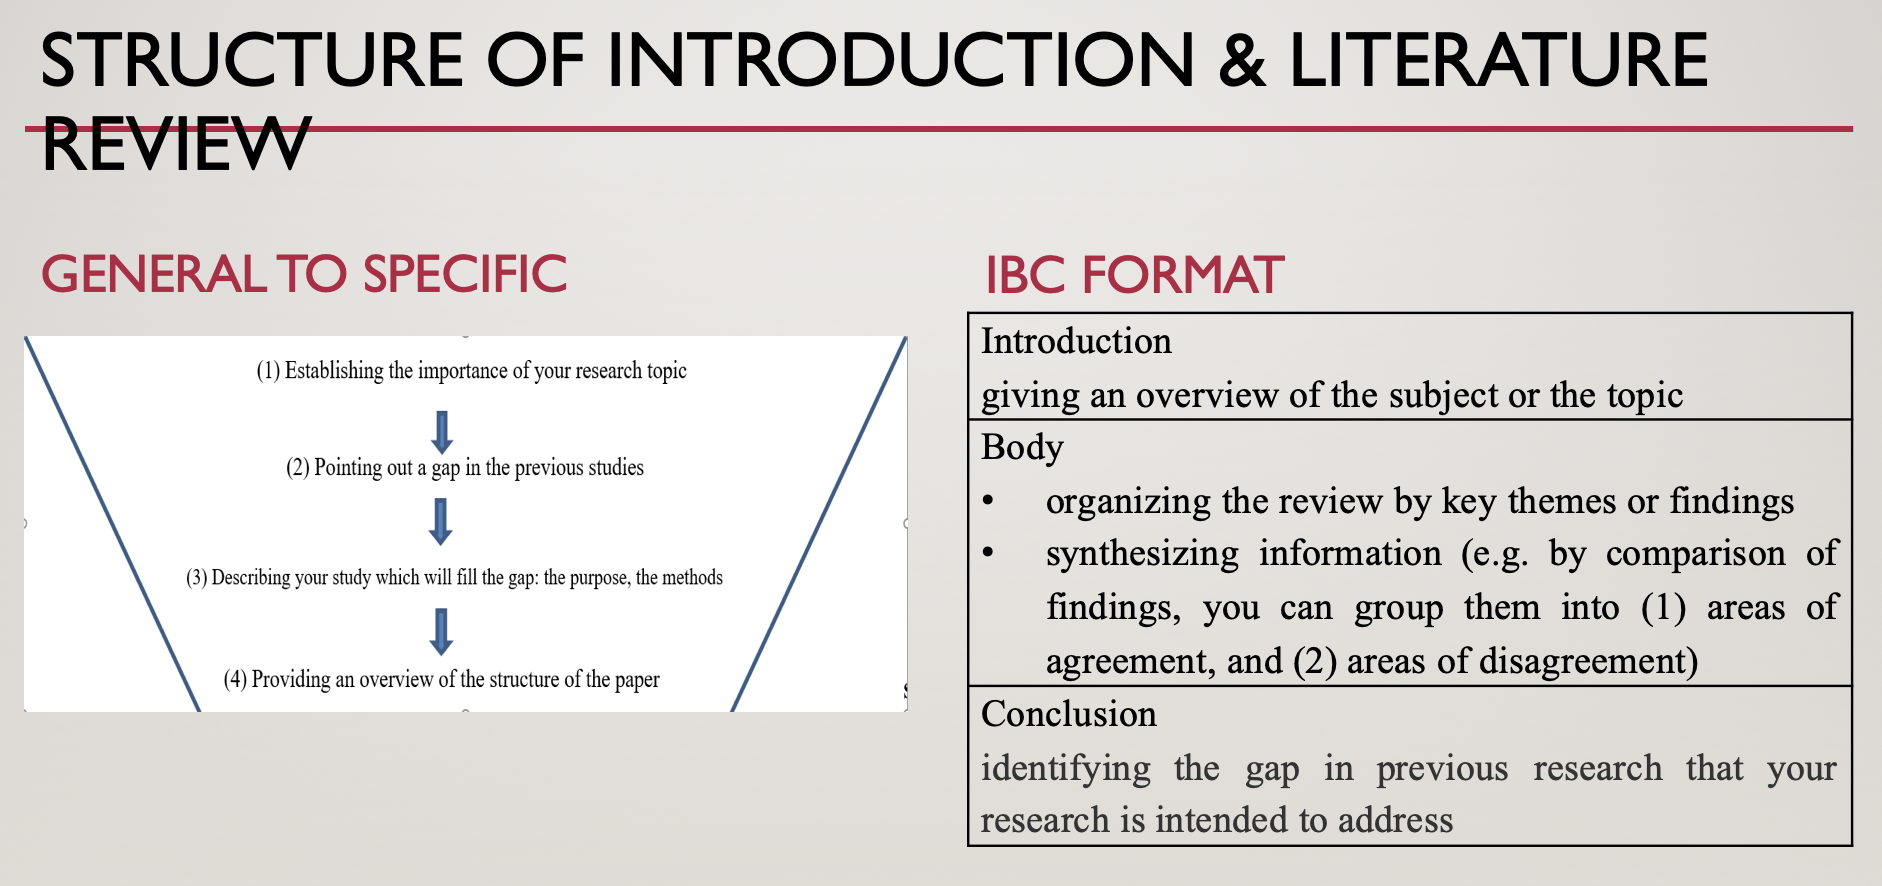 STRUCTURE OF INTRODUCTION & LITERATURE
REVIEW
GENERAL TO SPECIFIC
(1) Establishing the importance of your research topic
(2) Pointing out a gap in the previous studies
(3) Describing your study which will fill the gap: the purpose, the methods
(4) Providing an overview of the structure of the paper
IBC FORMAT
Introduction
giving an overview of the subject or the topic
Body
• organizing the review by key themes or findings
• synthesizing information (e.g. by comparison of
findings, you can group them into (1) areas of
agreement, and (2) areas of disagreement)
Conclusion
identifying the gap in previous research that your
research is intended to address